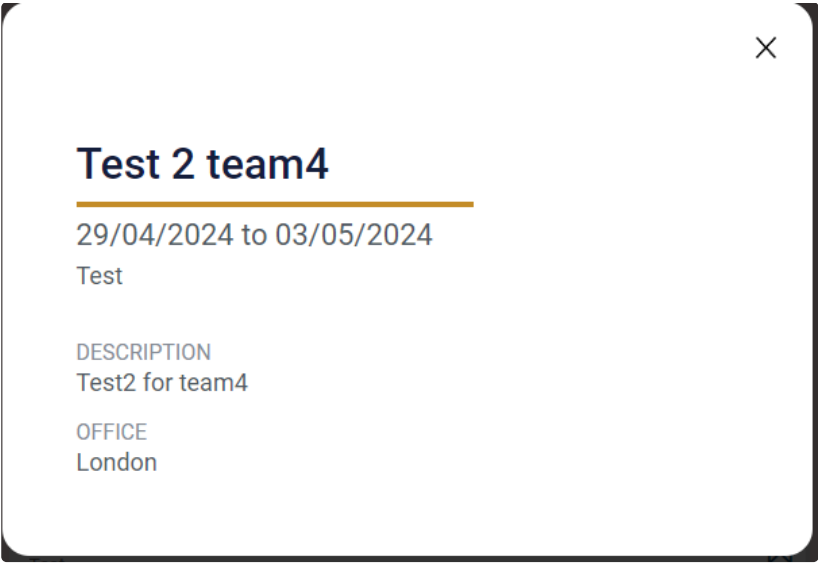 Test 2 team4
29/04/2024 to 03/05/2024
Test
DESCRIPTION
Test2 for team4
OFFICE
London